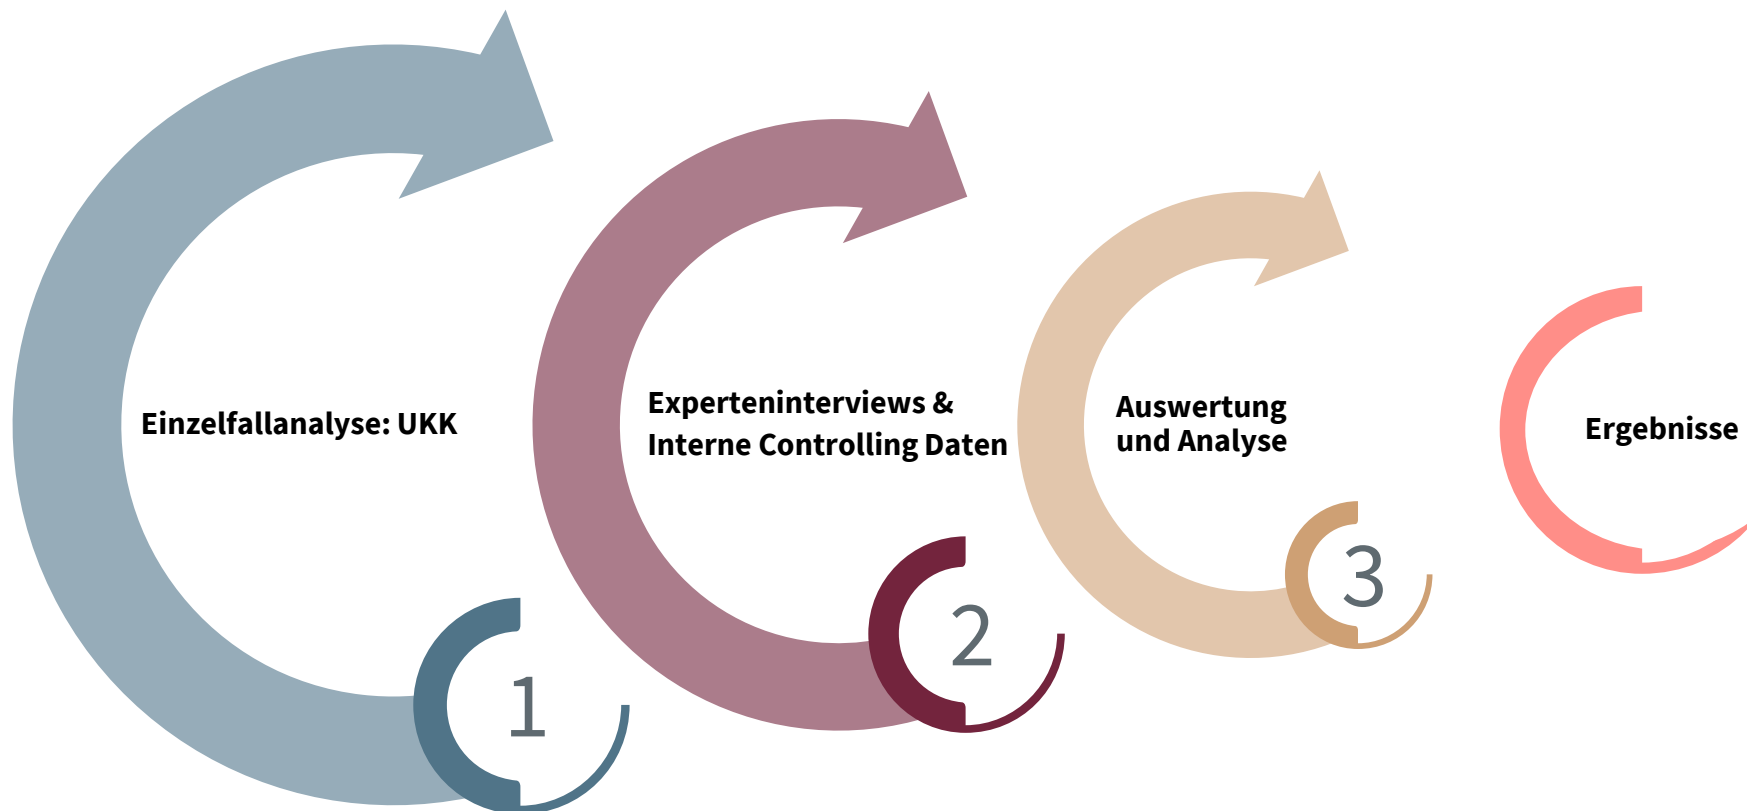 Einzelfallanalyse: UKK
1
Experteninterviews &
Interne Controlling Daten
2
Auswertung
und Analyse
3
Ergebnisse